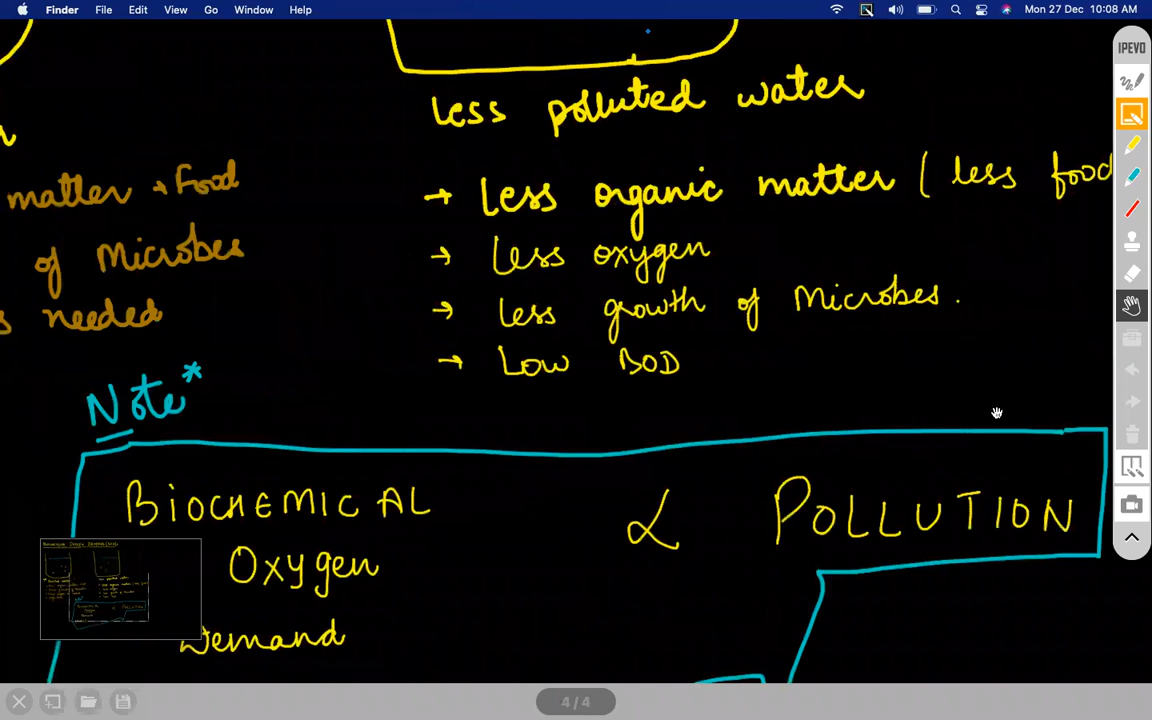 Finder File Edit View Go Window Help Mon 27 Dec 10:08 AM
IPEVO
less polluted water
matter → Food
of Microbes
needed
→ Less organic matter ( less food
→ less oxygen
→ less growth of Microbes.
→ Low BOD
Note*
BIOCHEMICAL α POLLUTION
Oxygen
Demand
4/4